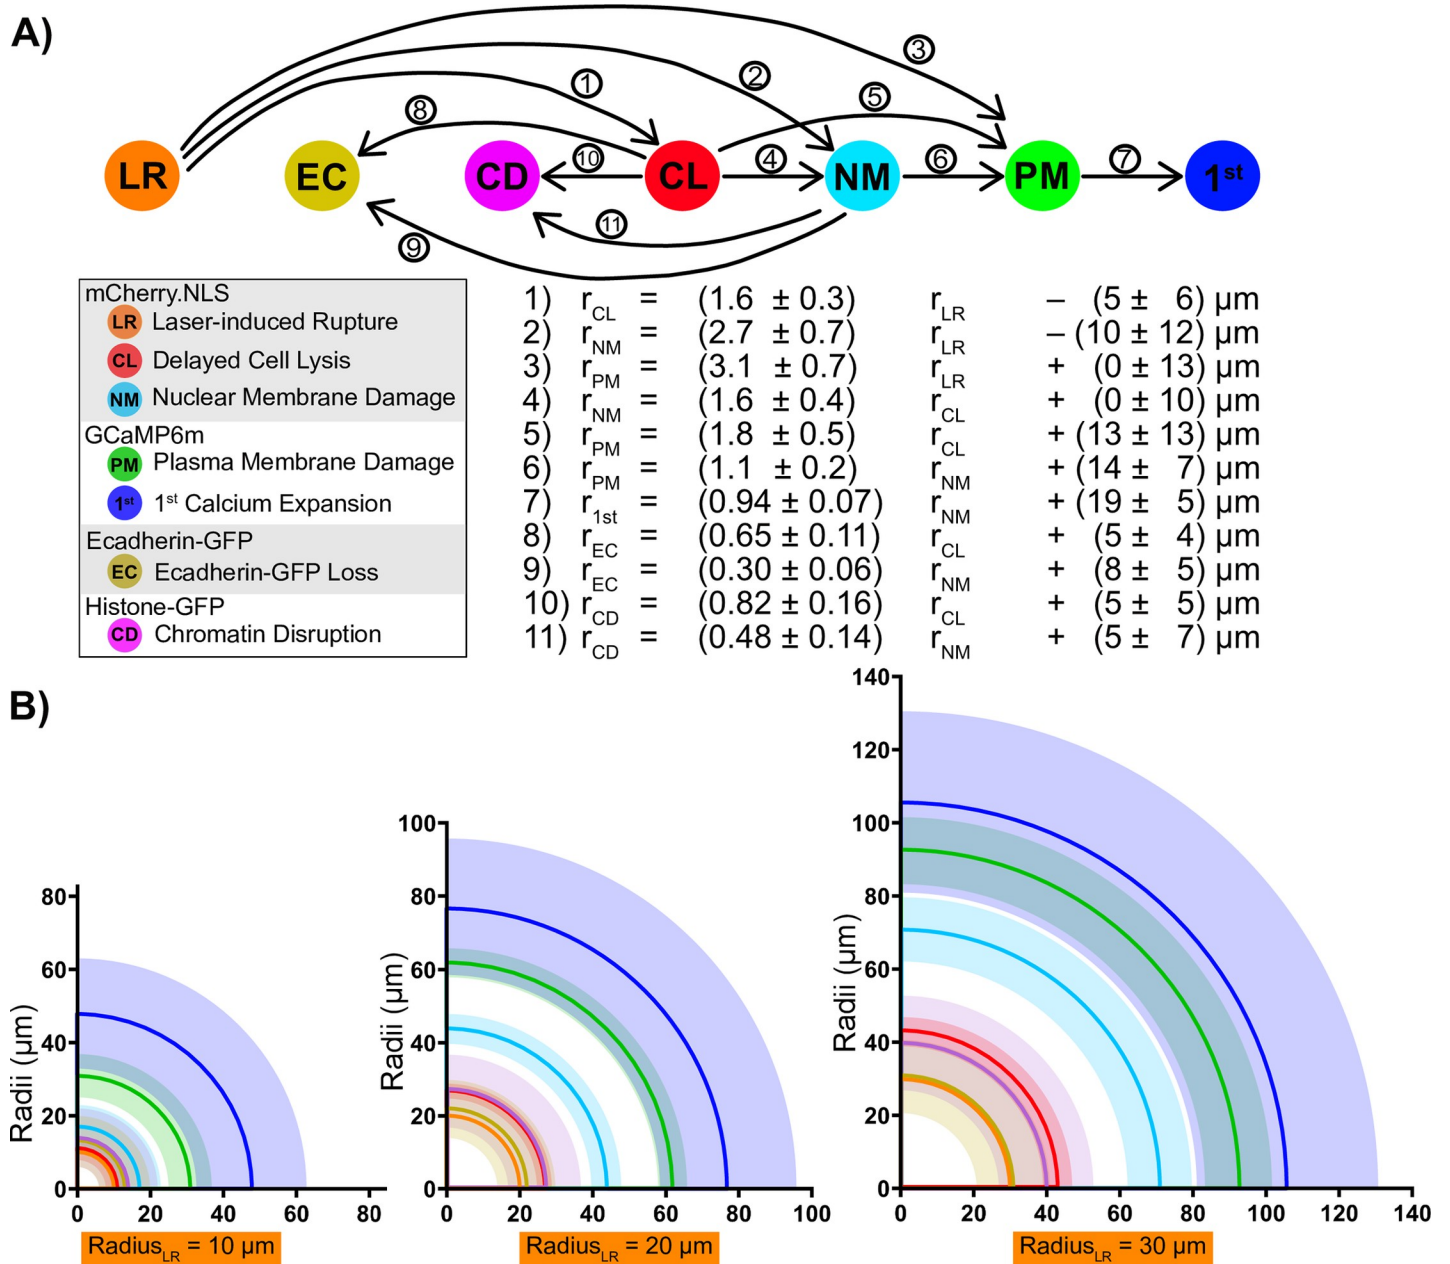 A)
③
②
①
⑤
⑧
⑩
④
⑥
⑦
LR
EC
CD
CL
NM
PM
1st
⑪
⑨
mCherry.NLS
LR Laser-induced Rupture
CL Delayed Cell Lysis
NM Nuclear Membrane Damage
GCaMP6m
PM Plasma Membrane Damage
1st 1st Calcium Expansion
Ecadherin-GFP
EC Ecadherin-GFP Loss
Histone-GFP
CD Chromatin Disruption
1) rCL = (1.6 ± 0.3) rLR – (5 ± 6) µm
2) rNM = (2.7 ± 0.7) rLR – (10 ± 12) µm
3) rPM = (3.1 ± 0.7) rLR + (0 ± 13) µm
4) rNM = (1.6 ± 0.4) rCL + (0 ± 10) µm
5) rPM = (1.8 ± 0.5) rCL + (13 ± 13) µm
6) rPM = (1.1 ± 0.2) rNM + (14 ± 7) µm
7) r1st = (0.94 ± 0.07) rNM + (19 ± 5) µm
8) rEC = (0.65 ± 0.11) rCL + (5 ± 4) µm
9) rEC = (0.30 ± 0.06) rNM + (8 ± 5) µm
10) rCD = (0.82 ± 0.16) rCL + (5 ± 5) µm
11) rCD = (0.48 ± 0.14) rNM + (5 ± 7) µm
B)
Radii (µm)
80
60
40
20
0
0 20 40 60 80
RadiusLR = 10 µm
Radii (µm)
100
80
60
40
20
0
0 20 40 60 80 100
RadiusLR = 20 µm
Radii (µm)
140
120
100
80
60
40
20
0
0 20 40 60 80 100 120 140
RadiusLR = 30 µm